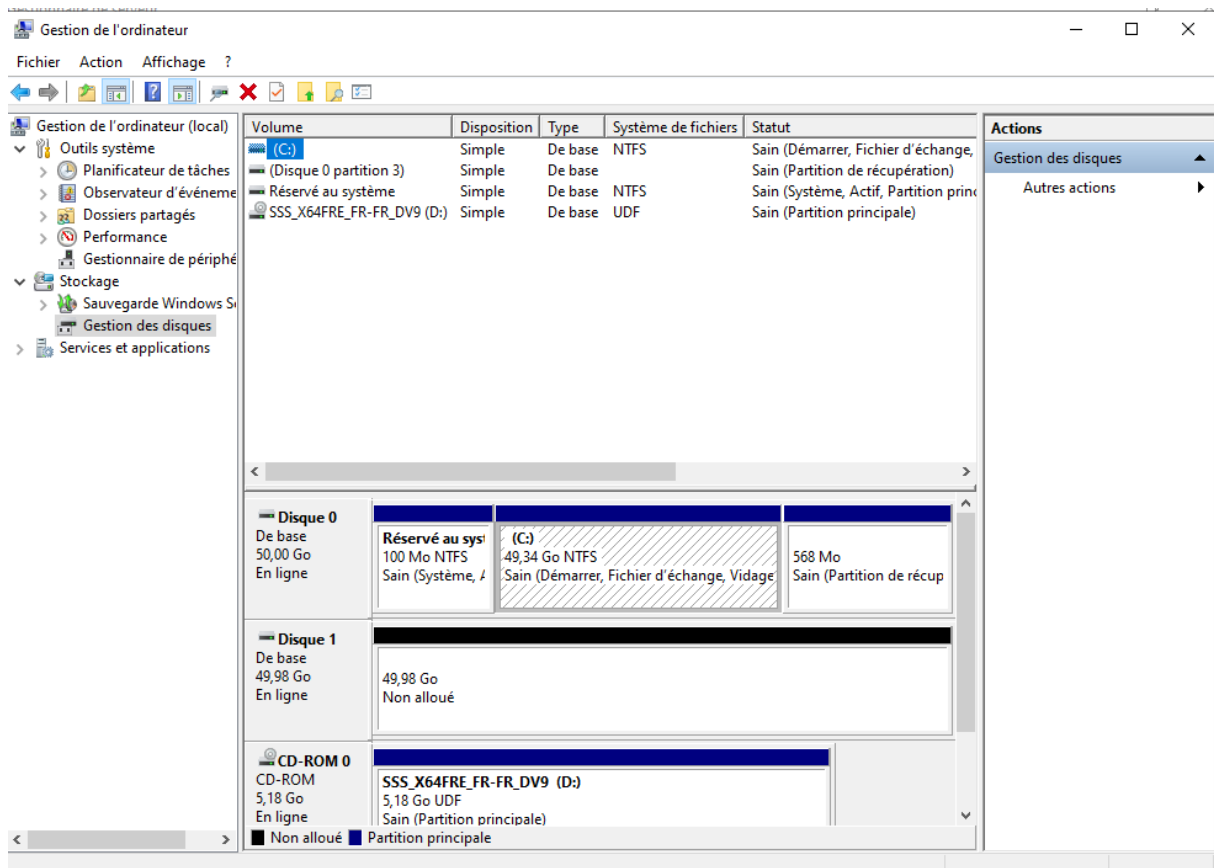 Gestion de l'ordinateur
Fichier Action Affichage ?
Gestion de l'ordinateur (local)
Outils système
Planificateur de tâches
Observateur d'événeme
Dossiers partagés
Performance
Gestionnaire de périphé
Stockage
Sauvegarde Windows S
Gestion des disques
Services et applications
Volume Disposition Type Système de fichiers Statut
(C:) Simple De base NTFS Sain (Démarrer, Fichier d'échange,
(Disque 0 partition 3) Simple De base Sain (Partition de récupération)
Réservé au système Simple De base NTFS Sain (Système, Actif, Partition princ
SSS_X64FRE_FR-FR_DV9 (D:) Simple De base UDF Sain (Partition principale)
Actions
Gestion des disques
Autres actions
Disque 0
De base
50,00 Go
En ligne
Réservé au syst
100 Mo NTFS
Sain (Système, A
(C:)
49,34 Go NTFS
Sain (Démarrer, Fichier d'échange, Vidage
568 Mo
Sain (Partition de récup
Disque 1
De base
49,98 Go
En ligne
49,98 Go
Non alloué
CD-ROM 0
CD-ROM
5,18 Go
En ligne
SSS_X64FRE_FR-FR_DV9 (D:)
5,18 Go UDF
Sain (Partition principale)
Non alloué Partition principale